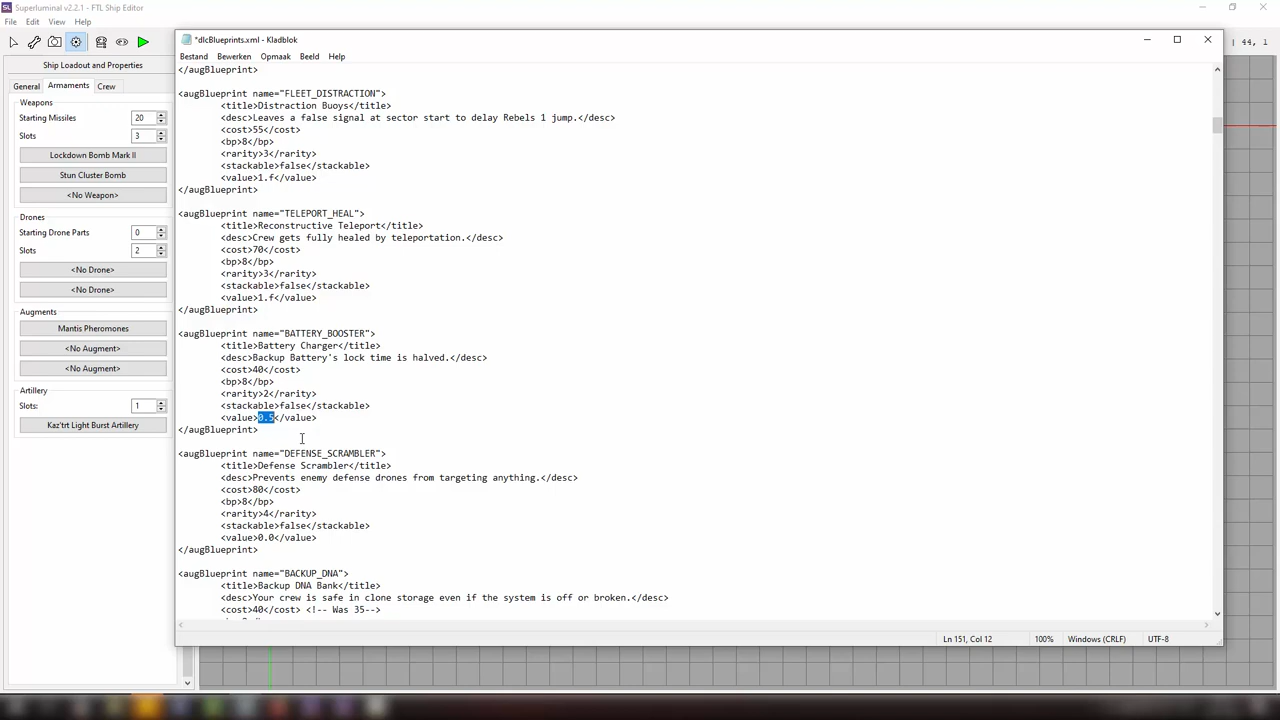 Superluminal v2.2.1 - FTL Ship Editor
File Edit View Help
Ship Loadout and Properties
General Armaments Crew
Weapons
Starting Missiles 20
Slots 3
Lockdown Bomb Mark II
Stun Cluster Bomb
<No Weapon>
Drones
Starting Drone Parts 0
Slots 2
<No Drone>
<No Drone>
Augments
Mantis Pheromones
<No Augment>
<No Augment>
Artillery
Slots: 1
Kaz'trt Light Burst Artillery
| 44, 1
*dlcBlueprints.xml - Kladblok
Bestand Bewerken Opmaak Beeld Help
</augBlueprint>
<augBlueprint name="FLEET_DISTRACTION">
<title>Distraction Buoys</title>
<desc>Leaves a false signal at sector start to delay Rebels 1 jump.</desc>
<cost>55</cost>
<bp>8</bp>
<rarity>3</rarity>
<stackable>false</stackable>
<value>1.f</value>
</augBlueprint>
<augBlueprint name="TELEPORT_HEAL">
<title>Reconstructive Teleport</title>
<desc>Crew gets fully healed by teleportation.</desc>
<cost>70</cost>
<bp>8</bp>
<rarity>3</rarity>
<stackable>false</stackable>
<value>1.f</value>
</augBlueprint>
<augBlueprint name="BATTERY_BOOSTER">
<title>Battery Charger</title>
<desc>Backup Battery's lock time is halved.</desc>
<cost>40</cost>
<bp>8</bp>
<rarity>2</rarity>
<stackable>false</stackable>
<value>0.5</value>
</augBlueprint>
<augBlueprint name="DEFENSE_SCRAMBLER">
<title>Defense Scrambler</title>
<desc>Prevents enemy defense drones from targeting anything.</desc>
<cost>80</cost>
<bp>8</bp>
<rarity>4</rarity>
<stackable>false</stackable>
<value>0.0</value>
</augBlueprint>
<augBlueprint name="BACKUP_DNA">
<title>Backup DNA Bank</title>
<desc>Your crew is safe in clone storage even if the system is off or broken.</desc>
<cost>40</cost> <!-- Was 35-->
Ln 151, Col 12 100% Windows (CRLF) UTF-8